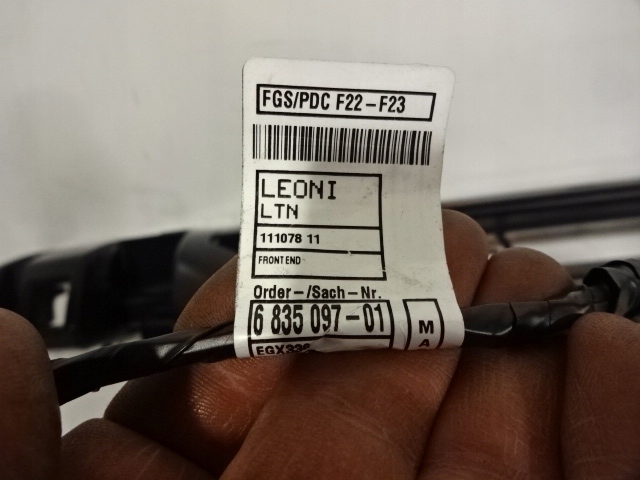 FGS/PDC F22-F23
LEONI
LTN
111078 11
FRONT END
Order-/Sach-Nr.
6 835 097-01
M
A